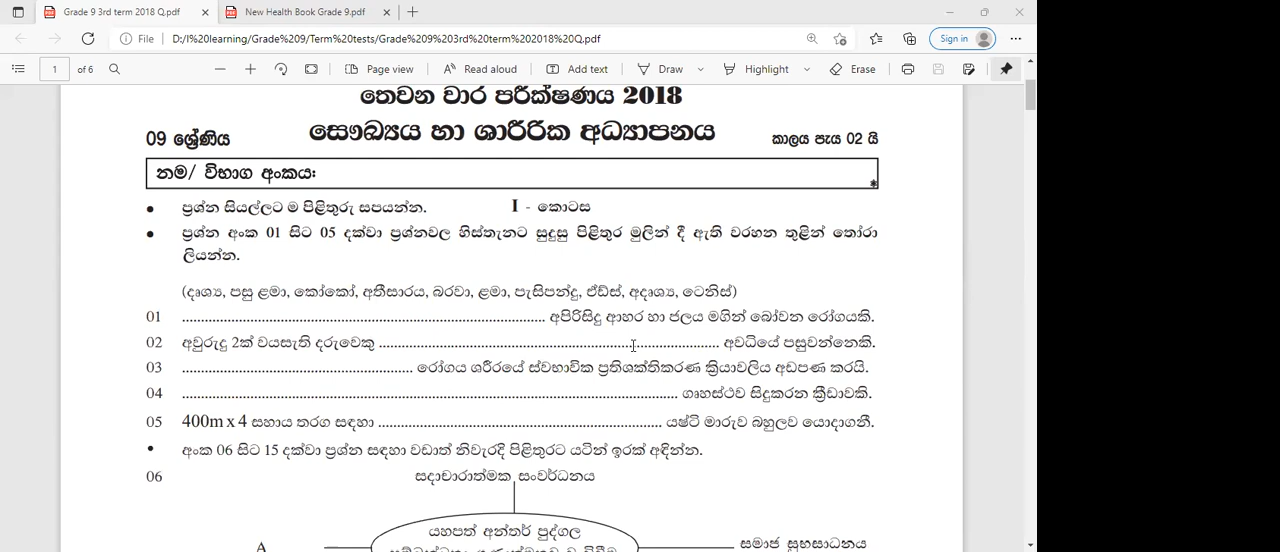 Grade 9 3rd term 2018 Q.pdf
New Health Book Grade 9.pdf
File
D:/I%20learning/Grade%209/Term%20tests/Grade%209%203rd%20term%202018%20Q.pdf
Sign in
1 of 6
Page view
Read aloud
Add text
Draw
Highlight
Erase
තෙවන වාර පරීක්ෂණය 2018
09 ශ්‍රේණිය
සෞඛ්‍යය හා ශාරීරික අධ්‍යාපනය
කාලය පැය 02 යි
නම/ විභාග අංකය:
• ප්‍රශ්න සියල්ලට ම පිළිතුරු සපයන්න. I - කොටස
• ප්‍රශ්න අංක 01 සිට 05 දක්වා ප්‍රශ්නවල හිස්තැනට සුදුසු පිළිතුර මුලින් දී ඇති වරහන තුළින් තෝරා
ලියන්න.
(දෘශ්‍ය, පසු ළමා, කෝකෝ, අතීසාරය, බරවා, ළමා, පැසිපන්දු, ඒඩ්ස්, අදෘශ්‍ය, ටෙනිස්)
01 ........................................ අපිරිසිදු ආහාර හා ජලය මගින් බෝවන රෝගයකි.
02 අවුරුදු 2ක් වයසැති දරුවෙකු ........................................ අවධියේ පසුවන්නෙකි.
03 ........................................ රෝගය ශරීරයේ ස්වභාවික ප්‍රතිශක්තිකරණ ක්‍රියාවලිය අඩපණ කරයි.
04 ........................................ ගෘහස්ථව සිදුකරන ක්‍රීඩාවකි.
05 400m x 4 සහාය තරග සඳහා ........................................ යෂ්ටි මාරුව බහුලව යොදාගනී.
• අංක 06 සිට 15 දක්වා ප්‍රශ්න සඳහා වඩාත් නිවැරදි පිළිතුරට යටින් ඉරක් අඳින්න.
06 සදාචාරාත්මක සංවර්ධනය
යහපත් අන්තර් පුද්ගල
A
සමාජ සුභසාධනය